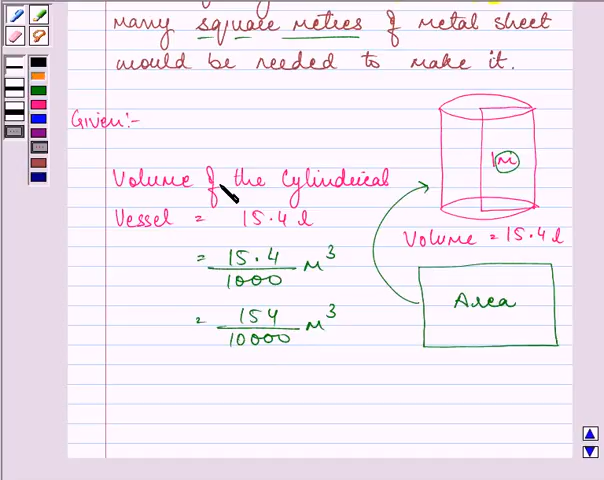 many square metres of metal sheet
would be needed to make it.
Given:-
Volume of the Cylindrical
Vessel = 15.4 l
= 15.4/1000 M³
= 154/10000 M³
1M
Volume = 15.4 l
Area